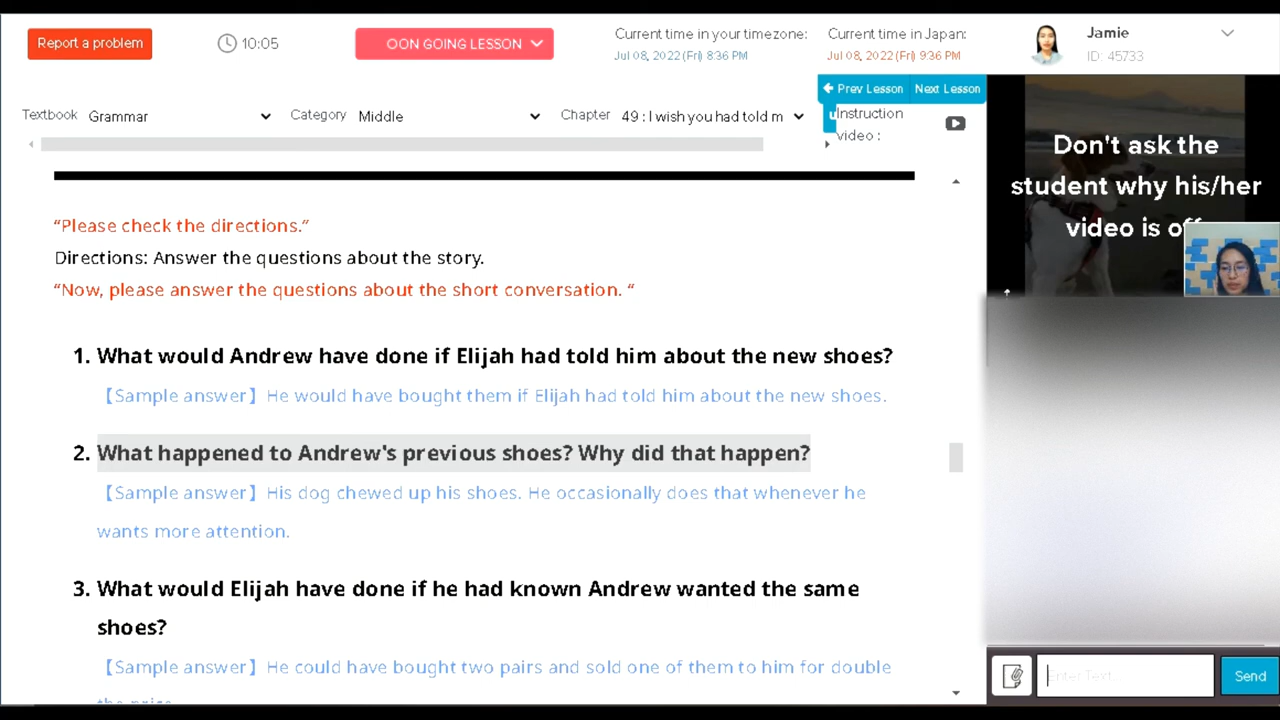 Report a problem
10:05
OON GOING LESSON
Current time in your timezone:
Jul 08, 2022 (Fri) 8:36 PM
Current time in Japan:
Jul 08, 2022 (Fri) 9:36 PM
Jamie
ID: 45733
Prev Lesson Next Lesson
Textbook Grammar Category Middle Chapter 49 : I wish you had told m
u Instruction
video :
Don't ask the
student why his/her
video is off
“Please check the directions.”
Directions: Answer the questions about the story.
“Now, please answer the questions about the short conversation. “
1. What would Andrew have done if Elijah had told him about the new shoes?
【Sample answer】He would have bought them if Elijah had told him about the new shoes.
2. What happened to Andrew's previous shoes? Why did that happen?
【Sample answer】His dog chewed up his shoes. He occasionally does that whenever he
wants more attention.
3. What would Elijah have done if he had known Andrew wanted the same
shoes?
【Sample answer】He could have bought two pairs and sold one of them to him for double
the price.
Enter Text
Send